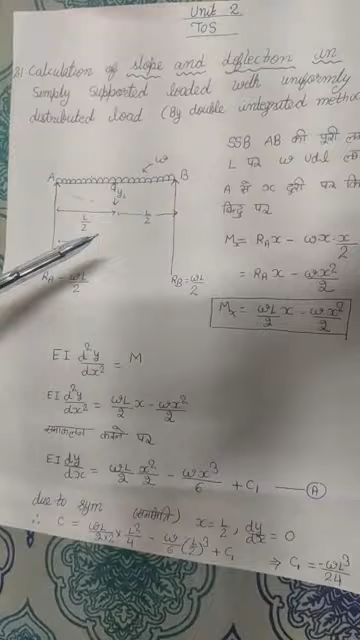 Unit 2
TOS
Calculation of slope and deflection in
simply supported loaded with uniformly
distributed load (By double integrated method
SSB AB की पूरी
L पर w udl
A से x दूरी पर
बिन्दु पर
w
A B
y
L/2 L/2
RA = wL/2 RB = wL/2
Mx = RA x - wx·x/2
= RA x - wx²/2
Mx = wL/2 x - wx²/2
EI d²y/dx² = M
EI d²y/dx² = wL/2 x - wx²/2
समाकलन करने पर
EI dy/dx = wL/2 x²/2 - wx³/6 + C₁ —— A
due to sym (सममिति) x = L/2, dy/dx = 0
∴ C = wL/2×2 × L²/4 - w/6 (L/2)³ + C₁ ⇒ C₁ = -wL³/24